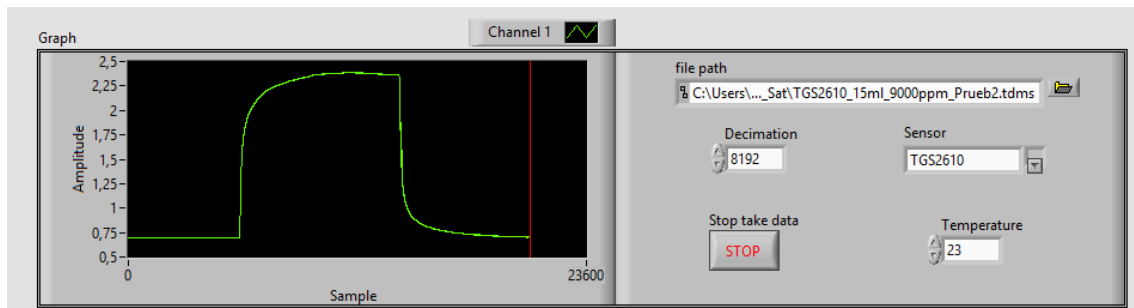 Graph
Channel 1
2,5
2,25
2
1,75
1,5
1,25
1
0,75
0,5
Amplitude
0
23600
Sample
file path
C:\Users\..._Sat\TGS2610_15ml_9000ppm_Prueb2.tdms
Decimation
8192
Sensor
TGS2610
Stop take data
STOP
Temperature
23